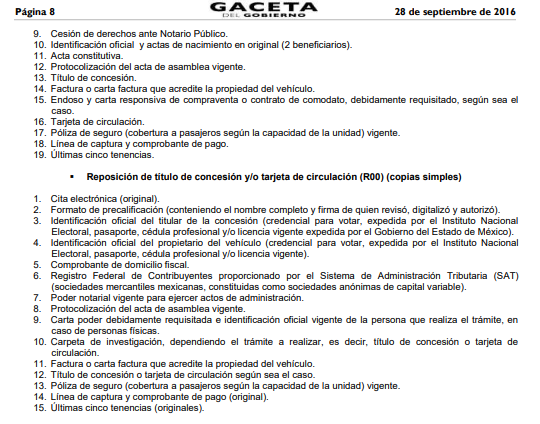 Página 8
GACETA
DEL GOBIERNO
28 de septiembre de 2016
9. Cesión de derechos ante Notario Público.
10. Identificación oficial y actas de nacimiento en original (2 beneficiarios).
11. Acta constitutiva.
12. Protocolización del acta de asamblea vigente.
13. Título de concesión.
14. Factura o carta factura que acredite la propiedad del vehículo.
15. Endoso y carta responsiva de compraventa o contrato de comodato, debidamente requisitado, según sea el
caso.
16. Tarjeta de circulación.
17. Póliza de seguro (cobertura a pasajeros según la capacidad de la unidad) vigente.
18. Línea de captura y comprobante de pago.
19. Últimas cinco tenencias.
▪ Reposición de título de concesión y/o tarjeta de circulación (R00) (copias simples)
1. Cita electrónica (original).
2. Formato de precalificación (conteniendo el nombre completo y firma de quien revisó, digitalizó y autorizó).
3. Identificación oficial del titular de la concesión (credencial para votar, expedida por el Instituto Nacional
Electoral, pasaporte, cédula profesional y/o licencia vigente expedida por el Gobierno del Estado de México).
4. Identificación oficial del propietario del vehículo (credencial para votar, expedida por el Instituto Nacional
Electoral, pasaporte, cédula profesional y/o licencia vigente).
5. Comprobante de domicilio fiscal.
6. Registro Federal de Contribuyentes proporcionado por el Sistema de Administración Tributaria (SAT)
(sociedades mercantiles mexicanas, constituidas como sociedades anónimas de capital variable).
7. Poder notarial vigente para ejercer actos de administración.
8. Protocolización del acta de asamblea vigente.
9. Carta poder debidamente requisitada e identificación oficial vigente de la persona que realiza el trámite, en
caso de personas físicas.
10. Carpeta de investigación, dependiendo el trámite a realizar, es decir, título de concesión o tarjeta de
circulación.
11. Factura o carta factura que acredite la propiedad del vehículo.
12. Título de concesión o tarjeta de circulación según sea el caso.
13. Póliza de seguro (cobertura a pasajeros según la capacidad de la unidad) vigente.
14. Línea de captura y comprobante de pago (original).
15. Últimas cinco tenencias (originales).